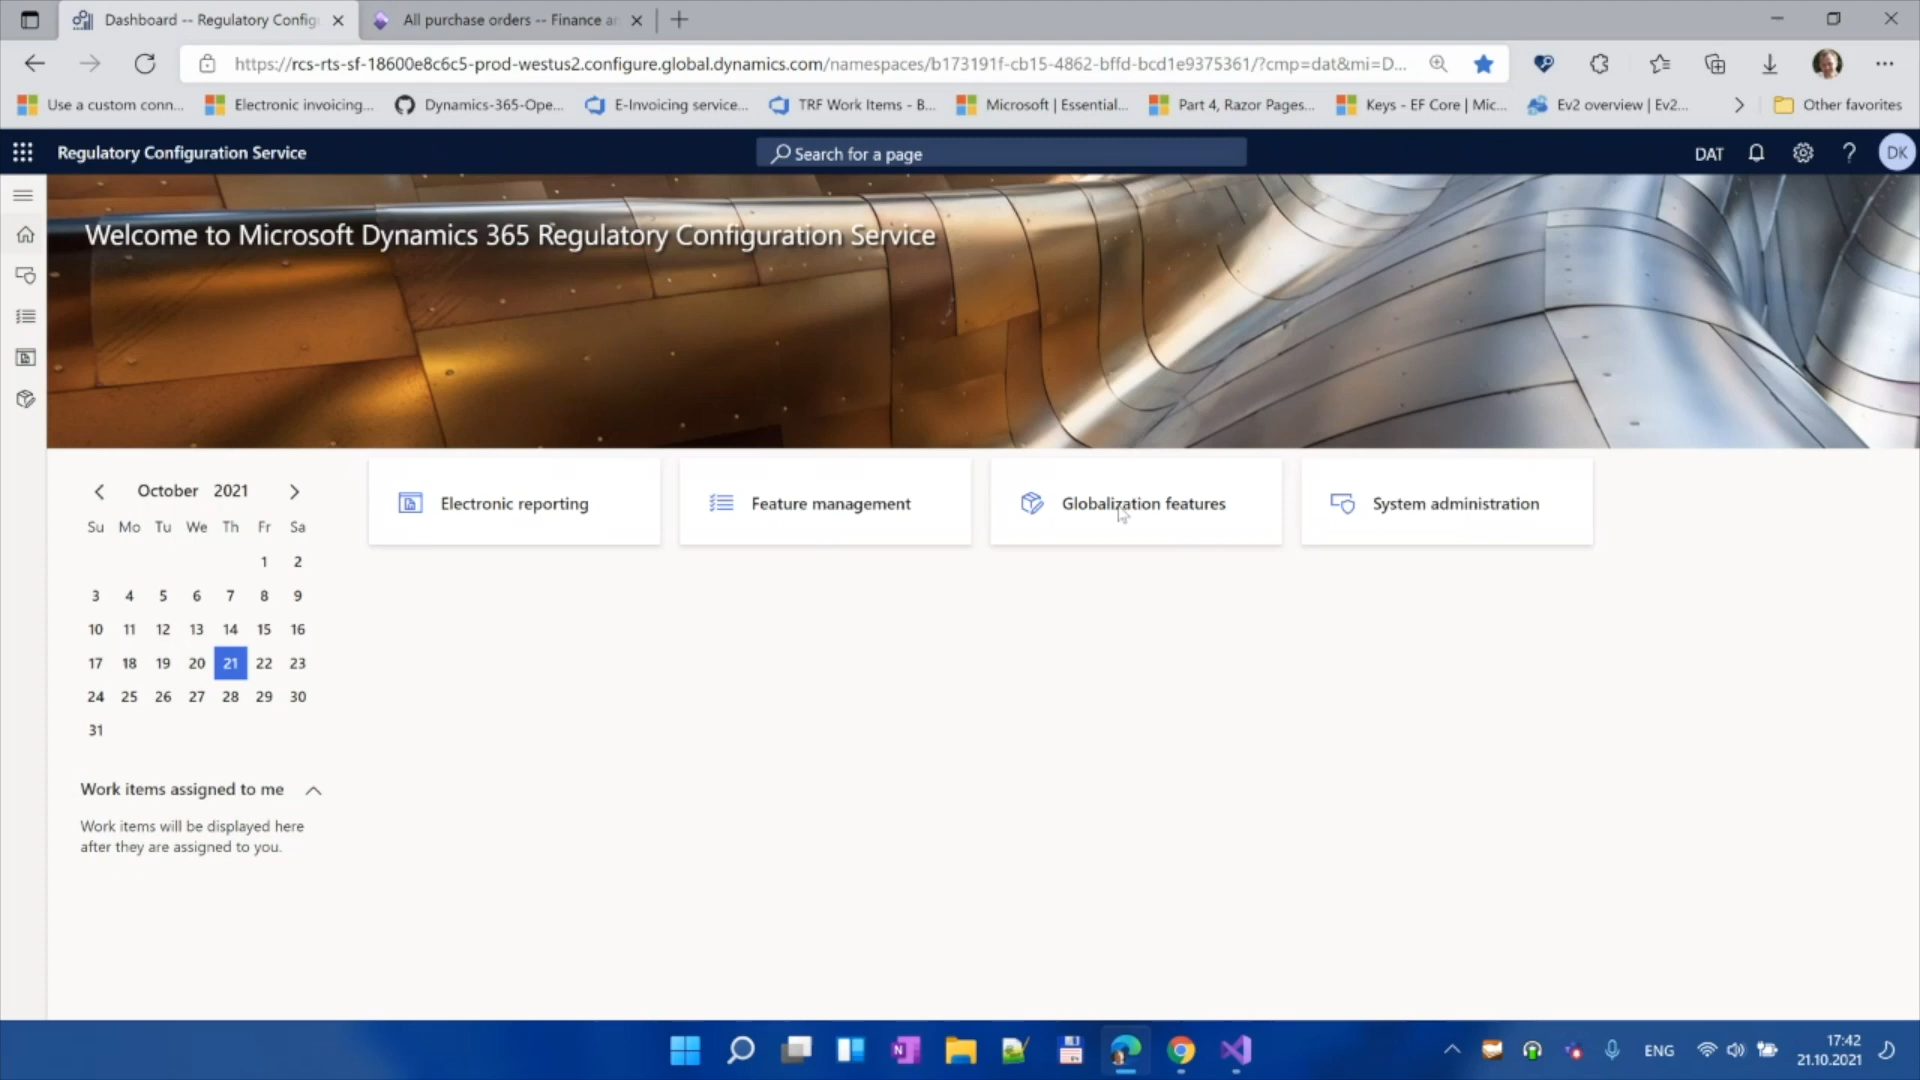 Dashboard -- Regulatory Config
All purchase orders -- Finance a
https://rcs-rts-sf-18600e8c6c5-prod-westus2.configure.global.dynamics.com/namespaces/b173191f-cb15-4862-bffd-bcd1e9375361/?cmp=dat&mi=D...
Use a custom conn...
Electronic invoicing...
Dynamics-365-Ope...
E-Invoicing service...
TRF Work Items - B...
Microsoft | Essential...
Part 4, Razor Pages...
Keys - EF Core | Mic...
Ev2 overview | Ev2...
Other favorites
Regulatory Configuration Service
Search for a page
DAT
DK
Welcome to Microsoft Dynamics 365 Regulatory Configuration Service
October 2021
Su Mo Tu We Th Fr Sa
1 2
3 4 5 6 7 8 9
10 11 12 13 14 15 16
17 18 19 20 21 22 23
24 25 26 27 28 29 30
31
Electronic reporting
Feature management
Globalization features
System administration
Work items assigned to me
Work items will be displayed here
after they are assigned to you.
N
ENG
17:42
21.10.2021